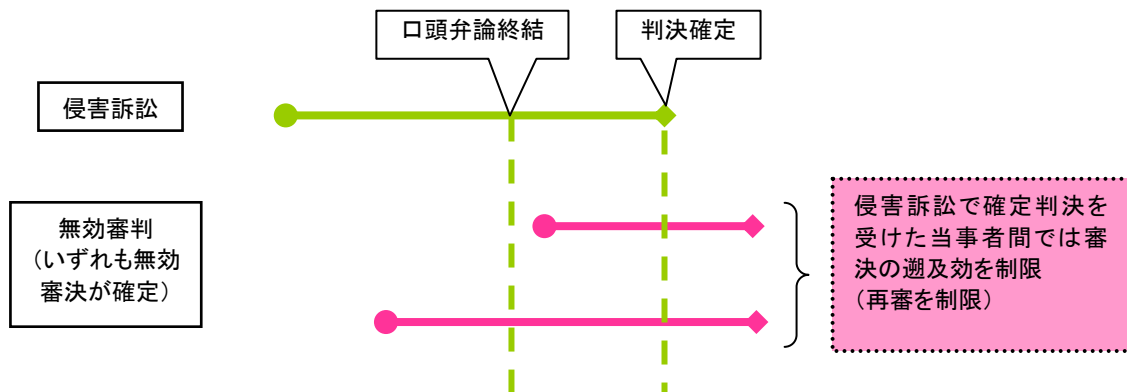 口頭弁論終結
判決確定
侵害訴訟
無効審判
(いずれも無効
審決が確定)
侵害訴訟で確定判決を
受けた当事者間では審
決の遡及効を制限
(再審を制限)